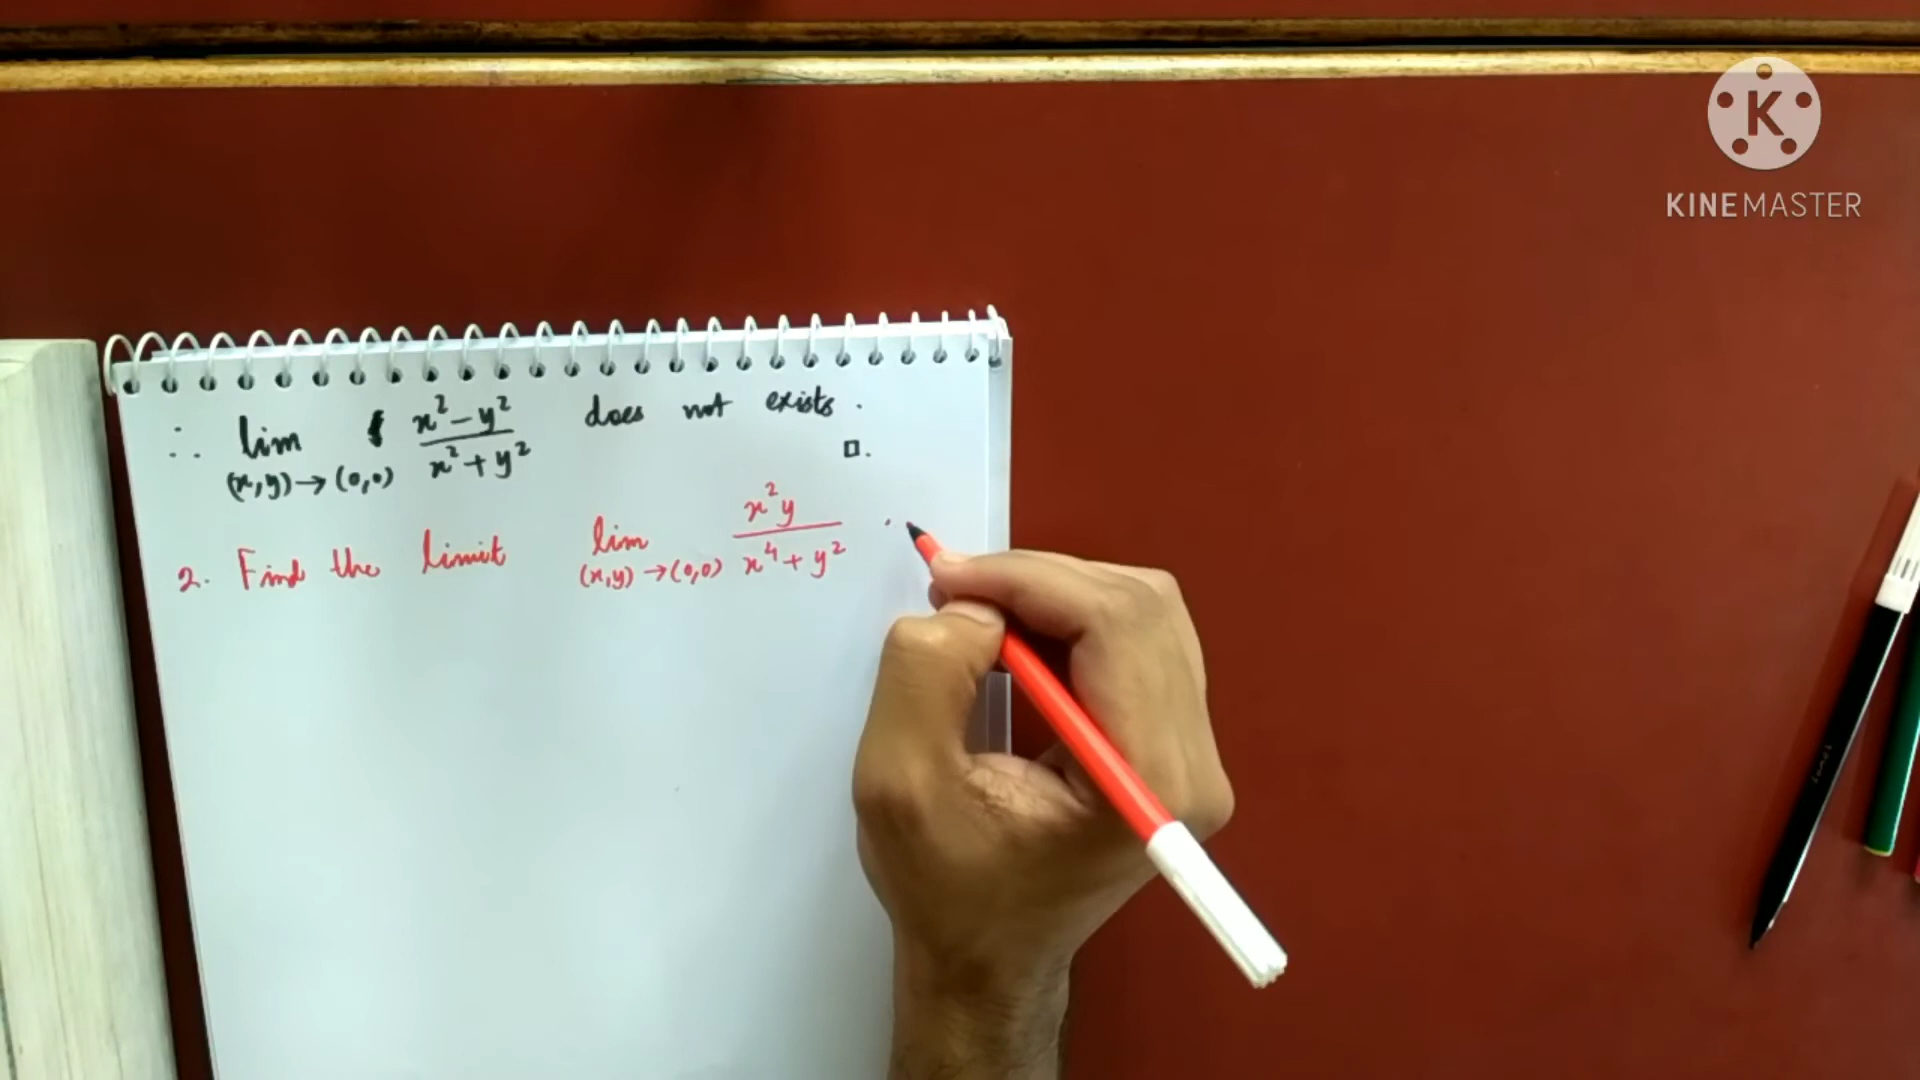 ∴ lim (x,y)→(0,0) x²-y² / x²+y² does not exists.
□.
2. Find the limit lim (x,y)→(0,0) x²y / x⁴+y² .
K
KINEMASTER